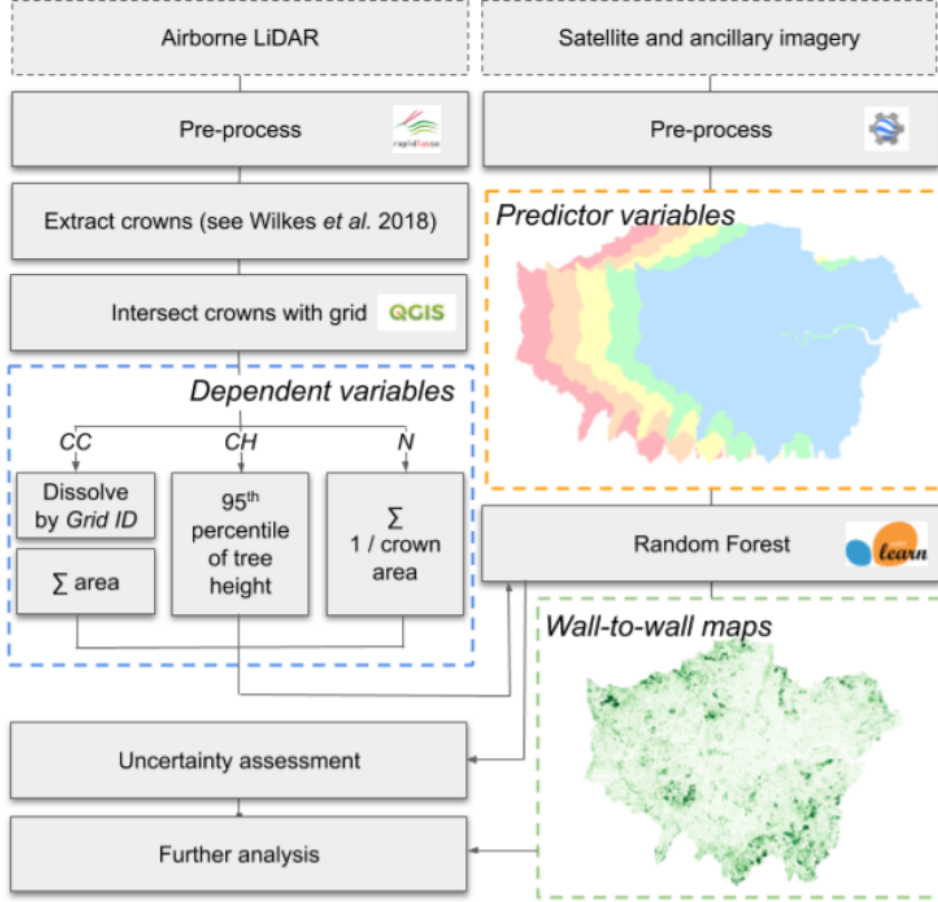 Airborne LiDAR
Pre-process
rapidlasso
Extract crowns (see Wilkes et al. 2018)
Intersect crowns with grid
QGIS
Dependent variables
CC
CH
N
Dissolve
by Grid ID
∑ area
95th
percentile
of tree
height
∑
1 / crown
area
Uncertainty assessment
Further analysis
Satellite and ancillary imagery
Pre-process
Predictor variables
Random Forest
learn
Wall-to-wall maps